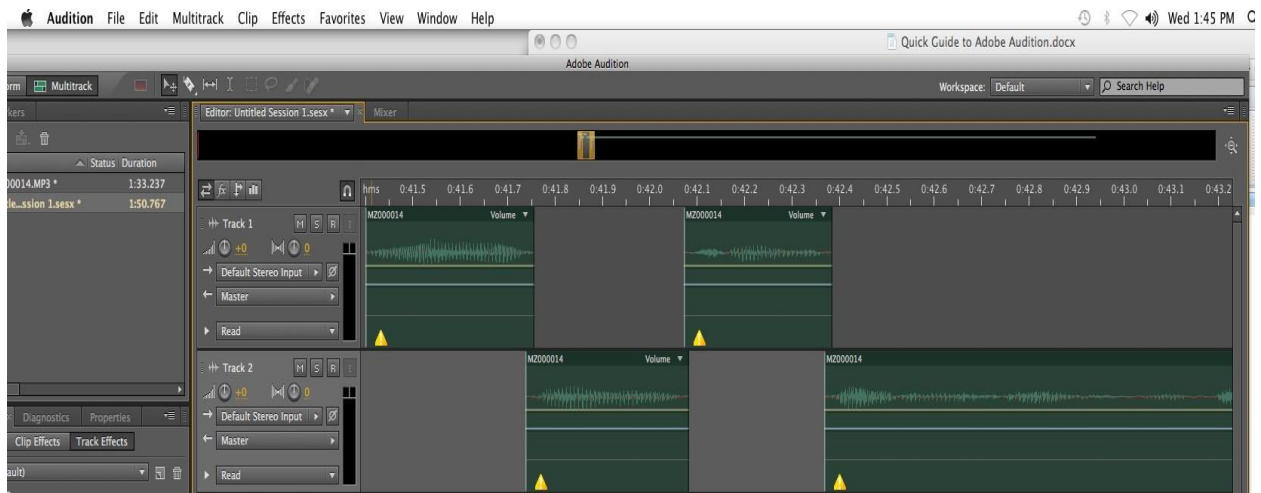 Audition File Edit Multitrack Clip Effects Favorites View Window Help Wed 1:45 PM
Quick Guide to Adobe Audition.docx
Adobe Audition
orm Multitrack Workspace: Default Search Help
kers Editor: Untitled Session 1.sesx * Mixer
Status Duration
00014.MP3 * 1:33.237
tle...ssion 1.sesx * 1:50.767
fx hms 0:41.5 0:41.6 0:41.7 0:41.8 0:41.9 0:42.0 0:42.1 0:42.2 0:42.3 0:42.4 0:42.5 0:42.6 0:42.7 0:42.8 0:42.9 0:43.0 0:43.1 0:43.2
Track 1 M S R I MZ000014 Volume MZ000014 Volume
+0 0
Default Stereo Input
Master
Read
Track 2 M S R I MZ000014 Volume MZ000014
+0 0
Diagnostics Properties Default Stereo Input
Clip Effects Track Effects Master
ault) Read